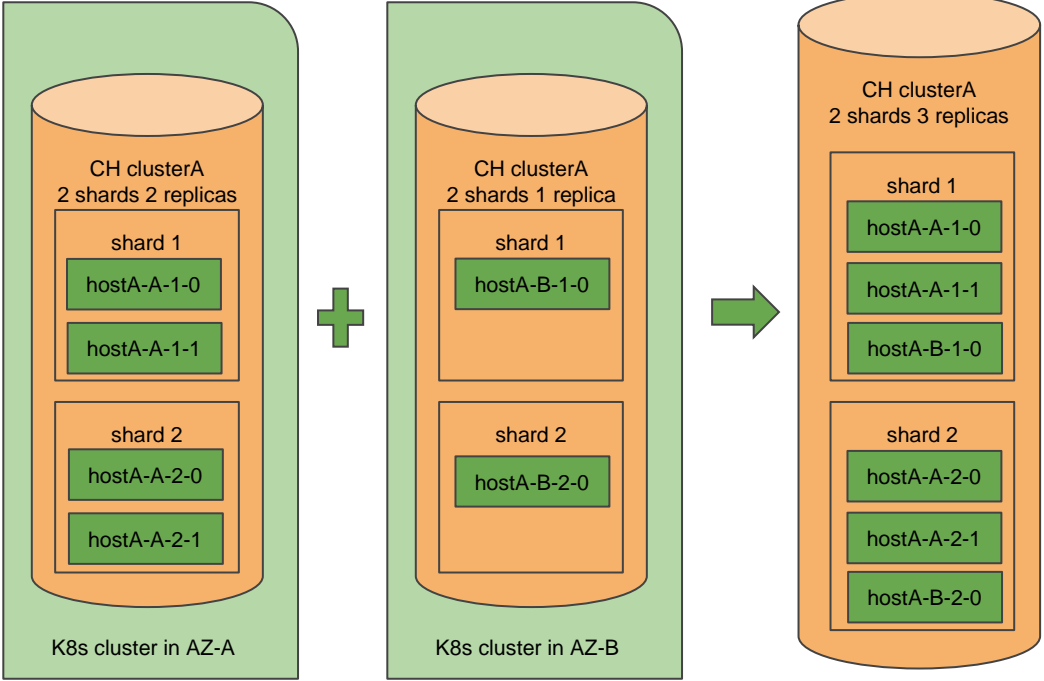 CH clusterA
2 shards 2 replicas
shard 1
hostA-A-1-0
hostA-A-1-1
shard 2
hostA-A-2-0
hostA-A-2-1
K8s cluster in AZ-A
CH clusterA
2 shards 1 replica
shard 1
hostA-B-1-0
shard 2
hostA-B-2-0
K8s cluster in AZ-B
CH clusterA
2 shards 3 replicas
shard 1
hostA-A-1-0
hostA-A-1-1
hostA-B-1-0
shard 2
hostA-A-2-0
hostA-A-2-1
hostA-B-2-0